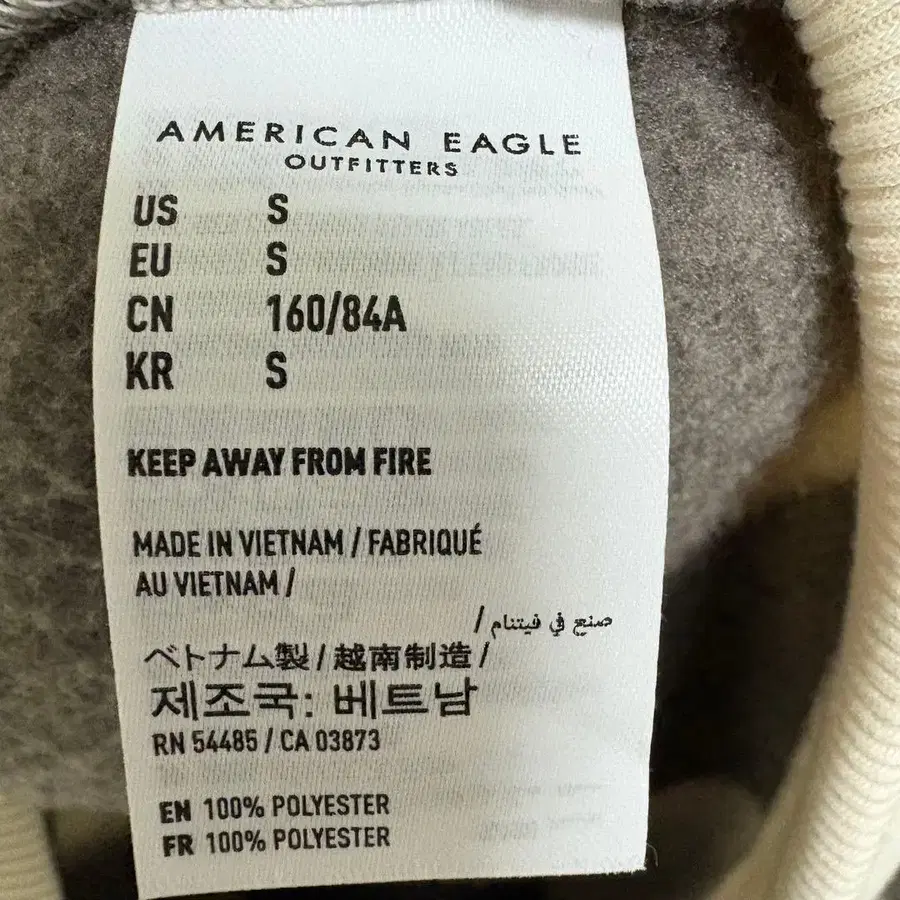 AMERICAN EAGLE
OUTFITTERS
US S
EU S
CN 160/84A
KR S
KEEP AWAY FROM FIRE
MADE IN VIETNAM / FABRIQUÉ
AU VIETNAM /
صنع في فيتنام /
ベトナム製 / 越南制造 /
제조국: 베트남
RN 54485 / CA 03873
EN 100% POLYESTER
FR 100% POLYESTER